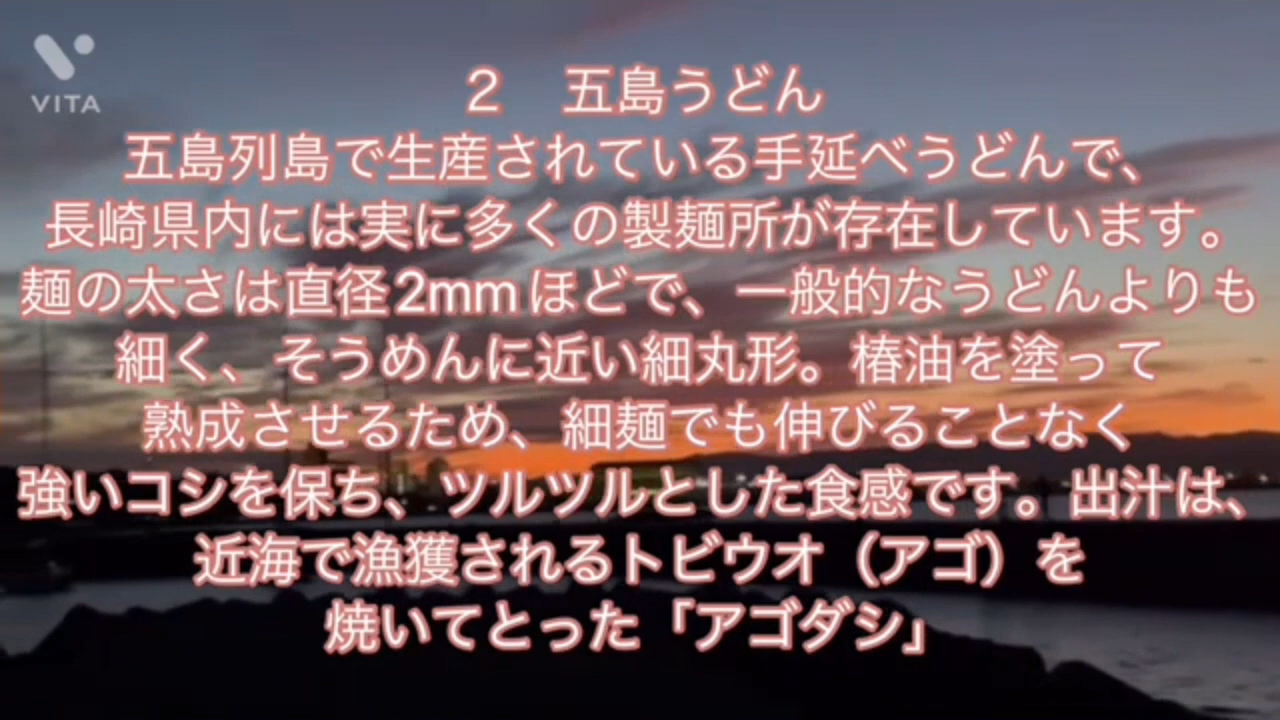 VITA
2　五島うどん
五島列島で生産されている手延べうどんで、
長崎県内には実に多くの製麺所が存在しています。
麺の太さは直径2mmほどで、一般的なうどんよりも
細く、そうめんに近い細丸形。椿油を塗って
熟成させるため、細麺でも伸びることなく
強いコシを保ち、ツルツルとした食感です。出汁は、
近海で漁獲されるトビウオ（アゴ）を
焼いてとった「アゴダシ」